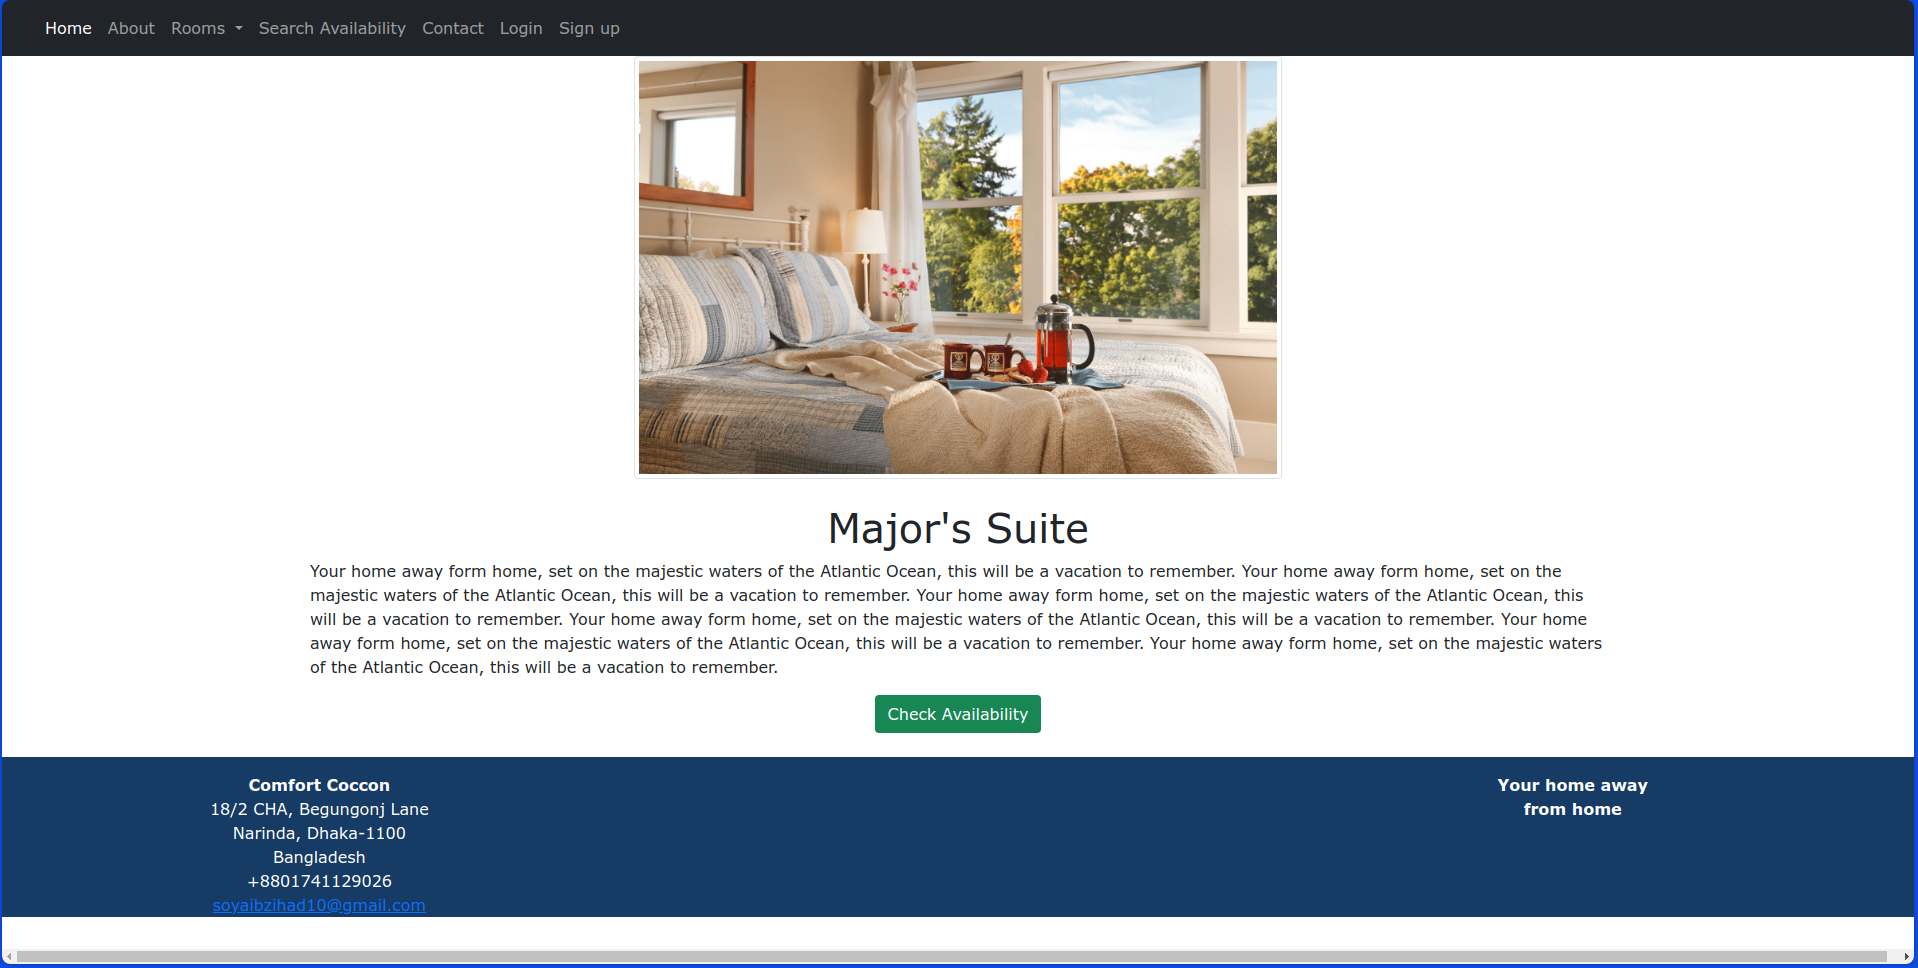 Home About Rooms Search Availability Contact Login Sign up
Major's Suite
Your home away form home, set on the majestic waters of the Atlantic Ocean, this will be a vacation to remember. Your home away form home, set on the
majestic waters of the Atlantic Ocean, this will be a vacation to remember. Your home away form home, set on the majestic waters of the Atlantic Ocean, this
will be a vacation to remember. Your home away form home, set on the majestic waters of the Atlantic Ocean, this will be a vacation to remember. Your home
away form home, set on the majestic waters of the Atlantic Ocean, this will be a vacation to remember. Your home away form home, set on the majestic waters
of the Atlantic Ocean, this will be a vacation to remember.
Check Availability
Comfort Coccon
18/2 CHA, Begungonj Lane
Narinda, Dhaka-1100
Bangladesh
+8801741129026
soyaibzihad10@gmail.com
Your home away
from home